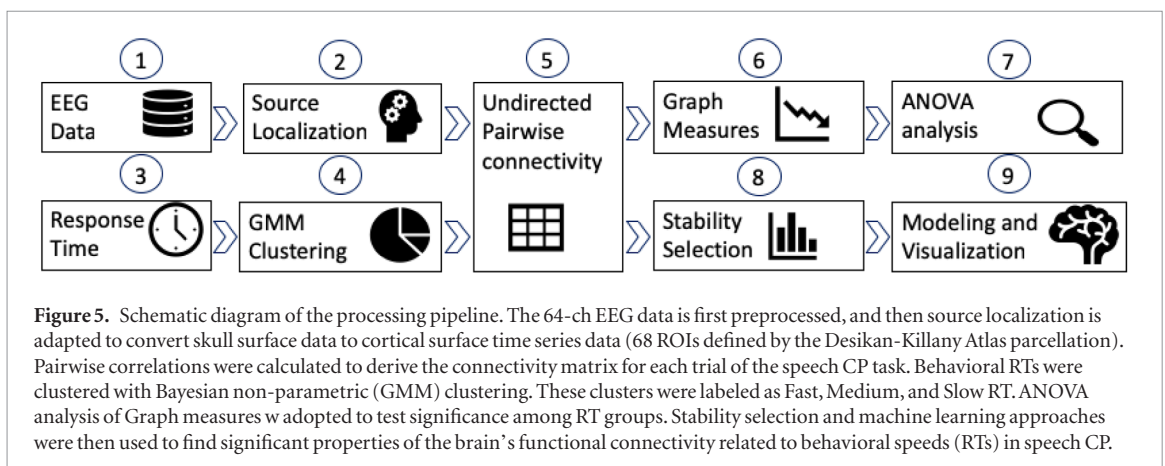 1
EEG
Data
2
Source
Localization
3
Response
Time
4
GMM
Clustering
5
Undirected
Pairwise
connectivity
6
Graph
Measures
7
ANOVA
analysis
8
Stability
Selection
9
Modeling and
Visualization
Figure 5. Schematic diagram of the processing pipeline. The 64-ch EEG data is first preprocessed, and then source localization is
adapted to convert skull surface data to cortical surface time series data (68 ROIs defined by the Desikan-Killany Atlas parcellation).
Pairwise correlations were calculated to derive the connectivity matrix for each trial of the speech CP task. Behavioral RTs were
clustered with Bayesian non-parametric (GMM) clustering. These clusters were labeled as Fast, Medium, and Slow RT. ANOVA
analysis of Graph measures w adopted to test significance among RT groups. Stability selection and machine learning approaches
were then used to find significant properties of the brain's functional connectivity related to behavioral speeds (RTs) in speech CP.